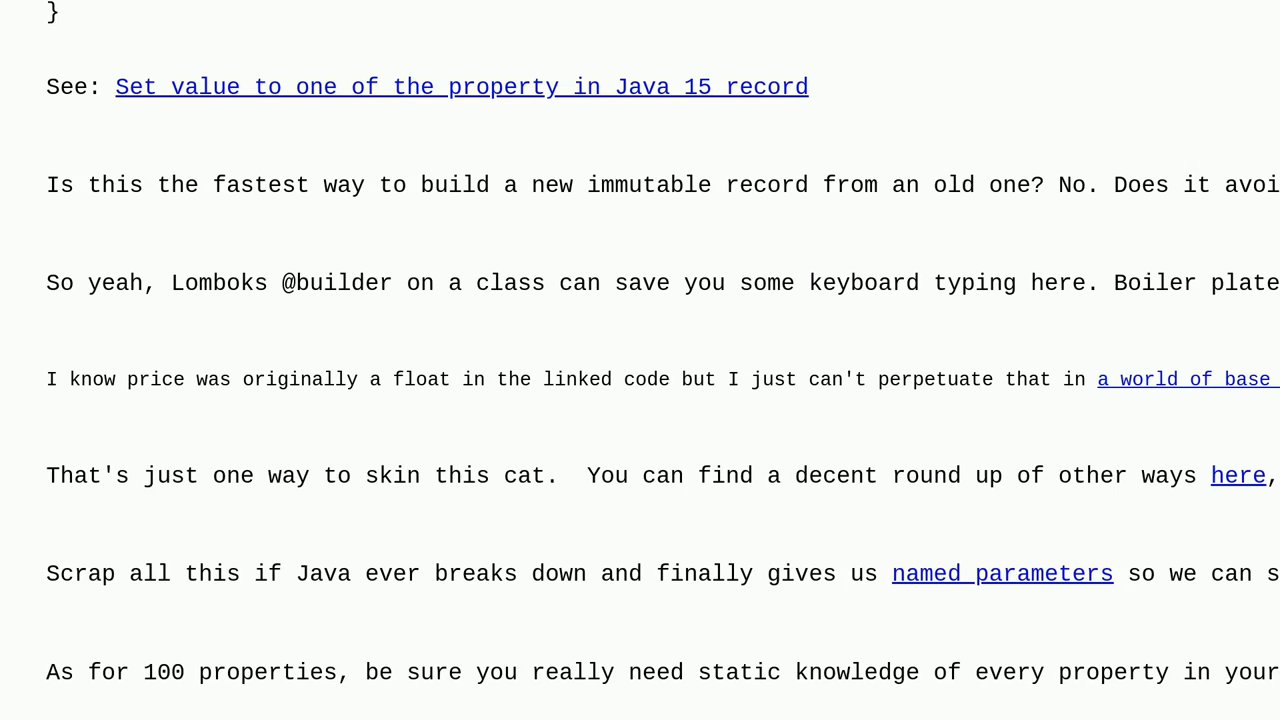 }
See: Set value to one of the property in Java 15 record
Is this the fastest way to build a new immutable record from an old one? No. Does it avoi
So yeah, Lomboks @builder on a class can save you some keyboard typing here. Boiler plate
I know price was originally a float in the linked code but I just can't perpetuate that in a world of base
That's just one way to skin this cat.  You can find a decent round up of other ways here,
Scrap all this if Java ever breaks down and finally gives us named parameters so we can s
As for 100 properties, be sure you really need static knowledge of every property in your